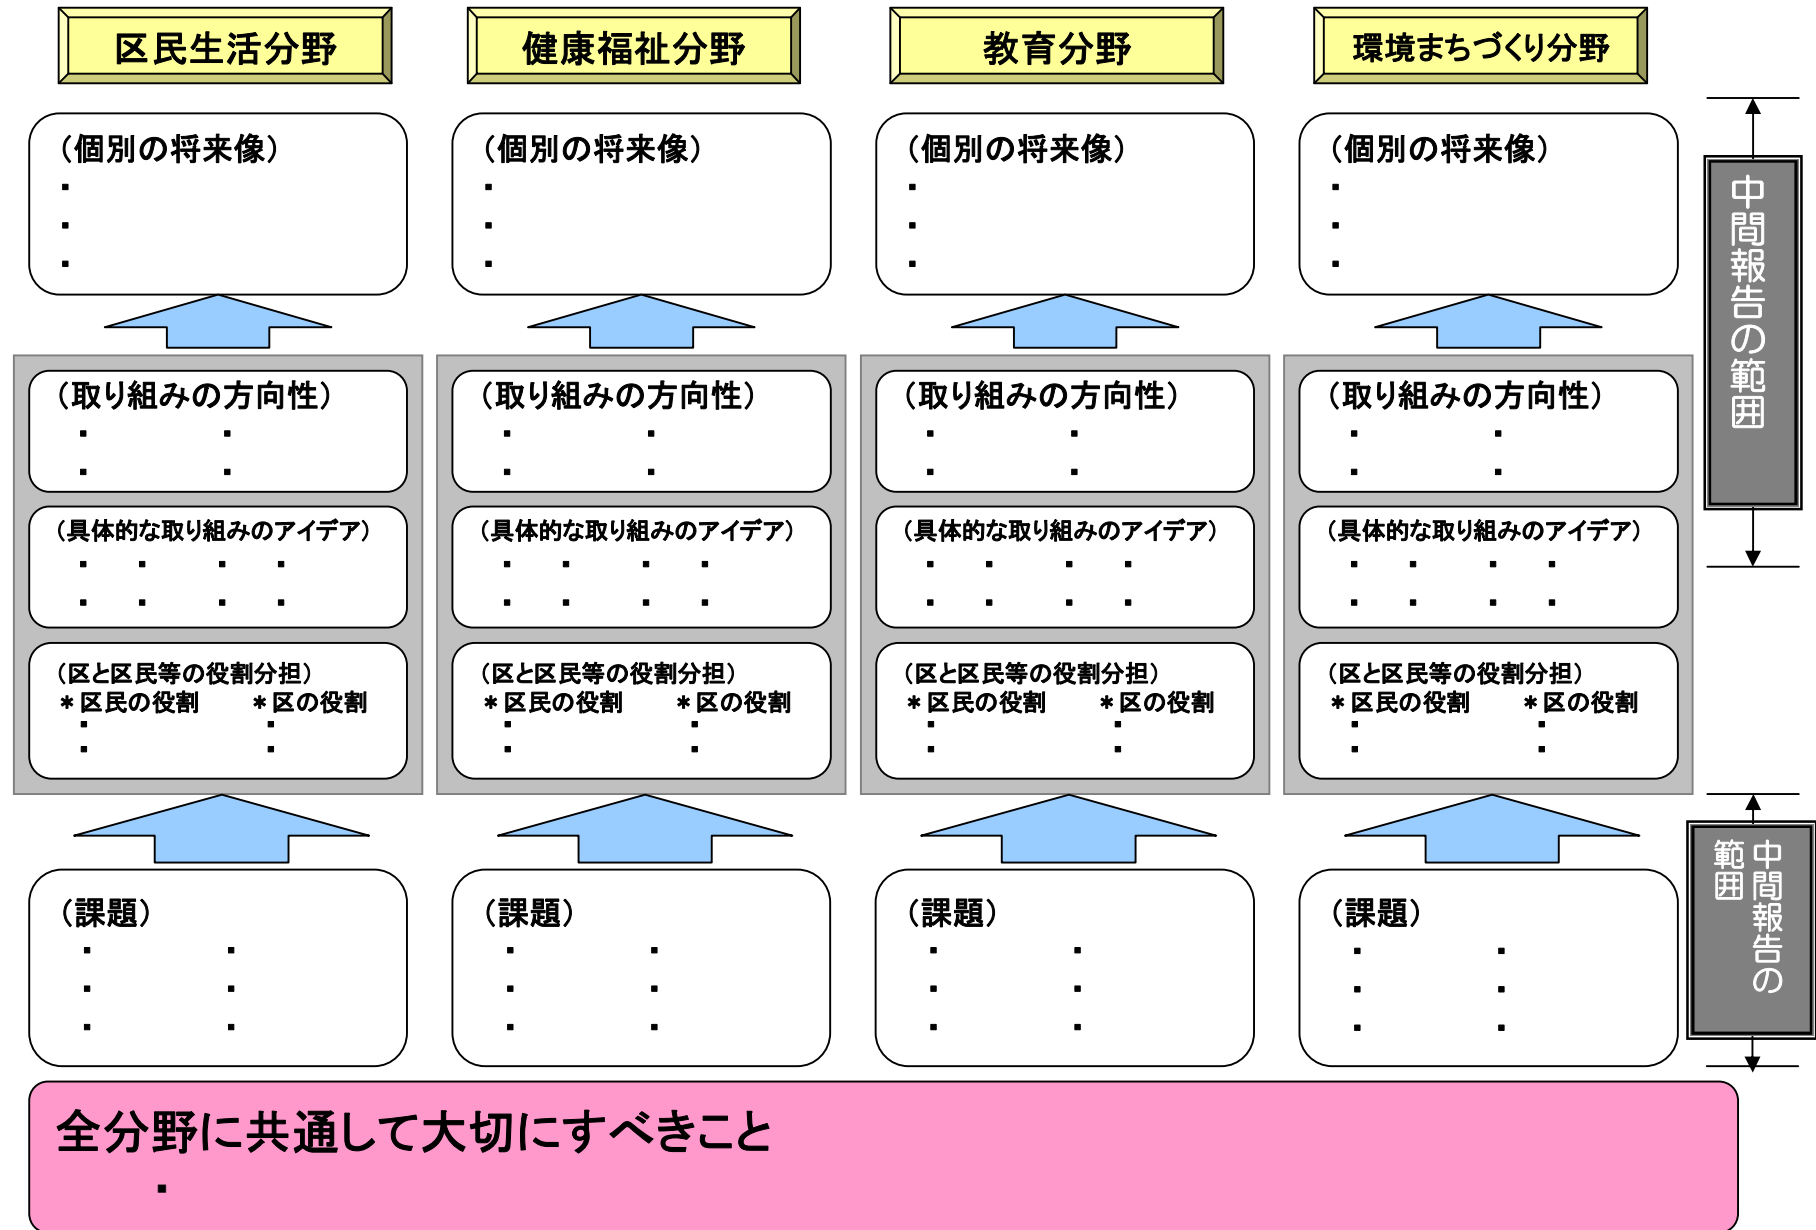 区民生活分野
健康福祉分野
教育分野
環境まちづくり分野
（個別の将来像）
・
・
・
（個別の将来像）
・
・
・
（個別の将来像）
・
・
・
（個別の将来像）
・
・
・
中間報告の範囲
（取り組みの方向性）
・　　　・
・　　　・
（取り組みの方向性）
・　　　・
・　　　・
（取り組みの方向性）
・　　　・
・　　　・
（取り組みの方向性）
・　　　・
・　　　・
（具体的な取り組みのアイデア）
・　・　　・　・
・　・　　・　・
（具体的な取り組みのアイデア）
・　・　　・　・
・　・　　・　・
（具体的な取り組みのアイデア）
・　・　　・　・
・　・　　・　・
（具体的な取り組みのアイデア）
・　・　　・　・
・　・　　・　・
（区と区民等の役割分担）
＊区民の役割　　＊区の役割
・　　　　・
・　　　　・
（区と区民等の役割分担）
＊区民の役割　　＊区の役割
・　　　　・
・　　　　・
（区と区民等の役割分担）
＊区民の役割　　＊区の役割
・　　　　・
・　　　　・
（区と区民等の役割分担）
＊区民の役割　　＊区の役割
・　　　　・
・　　　　・
（課題）
・　　　・
・　　　・
・　　　・
（課題）
・　　　・
・　　　・
・　　　・
（課題）
・　　　・
・　　　・
・　　　・
（課題）
・　　　・
・　　　・
・　　　・
中間報告の
範囲
全分野に共通して大切にすべきこと
・